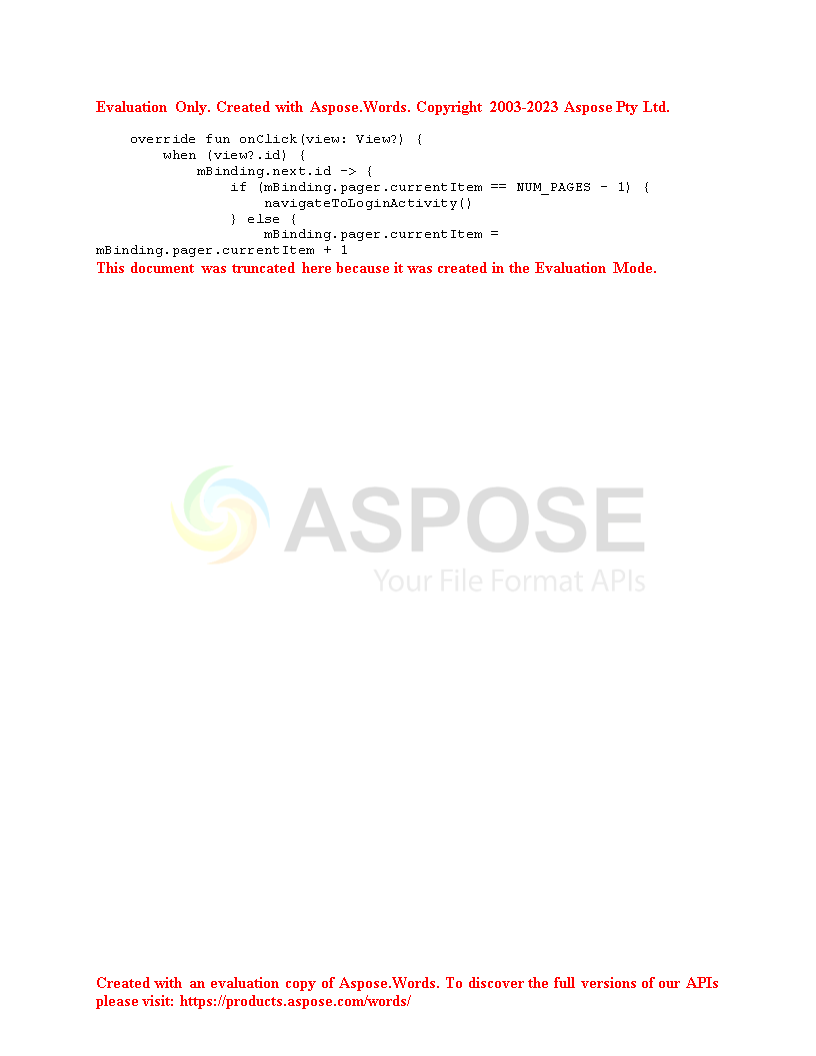 Evaluation Only. Created with Aspose.Words. Copyright 2003-2023 Aspose Pty Ltd.
    override fun onClick(view: View?) {
        when (view?.id) {
            mBinding.next.id -> {
                if (mBinding.pager.currentItem == NUM_PAGES - 1) {
                    navigateToLoginActivity()
                } else {
                    mBinding.pager.currentItem =
mBinding.pager.currentItem + 1
This document was truncated here because it was created in the Evaluation Mode.
ASPOSE
Your File Format APIs
Created with an evaluation copy of Aspose.Words. To discover the full versions of our APIs
please visit: https://products.aspose.com/words/